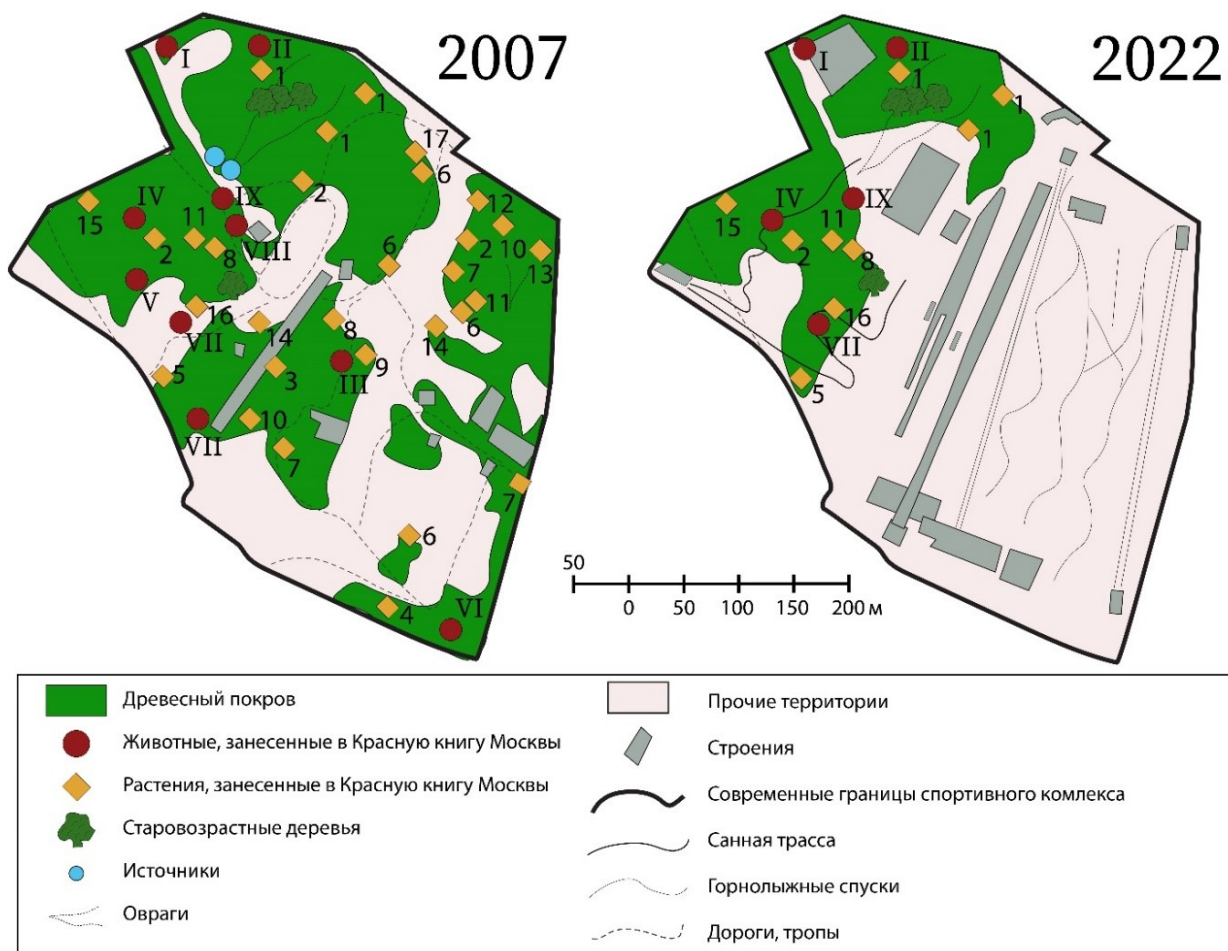 2007
I
II
1
1
1
17
6
2
IX
IV
15
11
2
8
VIII
12
2
10
13
6
7
V
16
VII
14
8
11
6
14
5
3
III
9
VII
10
7
7
6
4
VI
2022
I
II
1
1
1
IV
IX
15
11
2
8
16
VII
5
50
0
50
100
150
200 м
Древесный покров
Животные, занесенные в Красную книгу Москвы
Растения, занесенные в Красную книгу Москвы
Старовозрастные деревья
Источники
Овраги
Прочие территории
Строения
Современные границы спортивного комлекса
Санная трасса
Горнолыжные спуски
Дороги, тропы